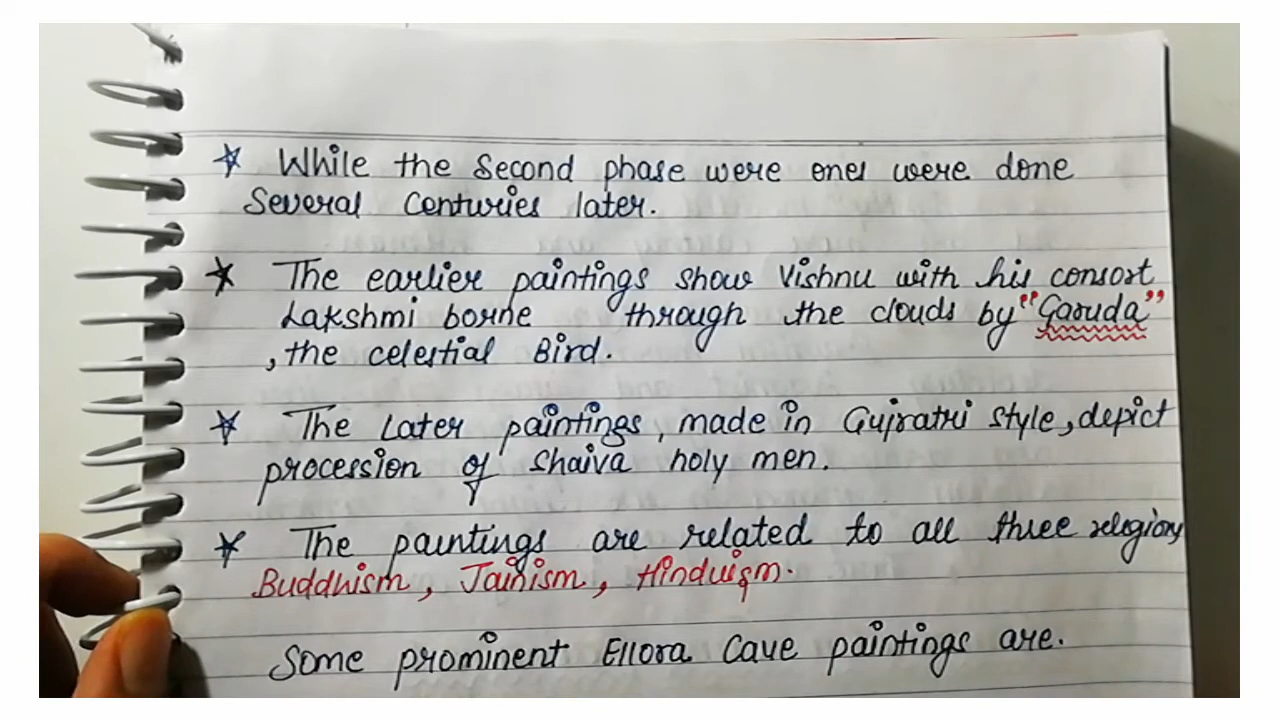 ☆ While the Second phase were ones were done
Several Centuries later.
☆ The earlier paintings show Vishnu with his consort
Lakshmi borne through the clouds by "Garuda"
, the celestial Bird.
☆ The Later paintings, made in Gujrathi style, depict
procession of Shaiva holy men.
☆ The paintings are related to all three religions
Buddhism, Jainism, Hinduism.
Some prominent Ellora Cave paintings are.